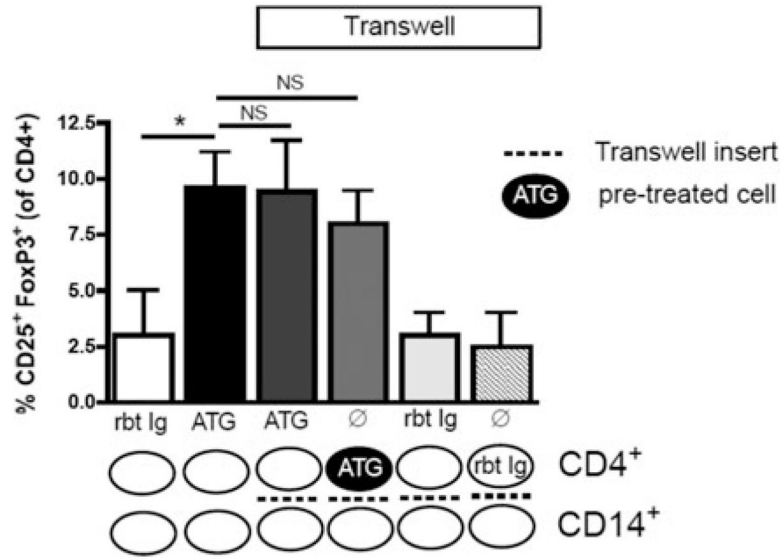 Transwell
NS
NS
*
% CD25⁺ FoxP3⁺ (of CD4+)
12.5
10.0
7.5
5.0
2.5
0.0
Transwell insert
ATG pre-treated cell
rbt Ig ATG ATG ∅ rbt Ig ∅
ATG rbt Ig CD4⁺
CD14⁺